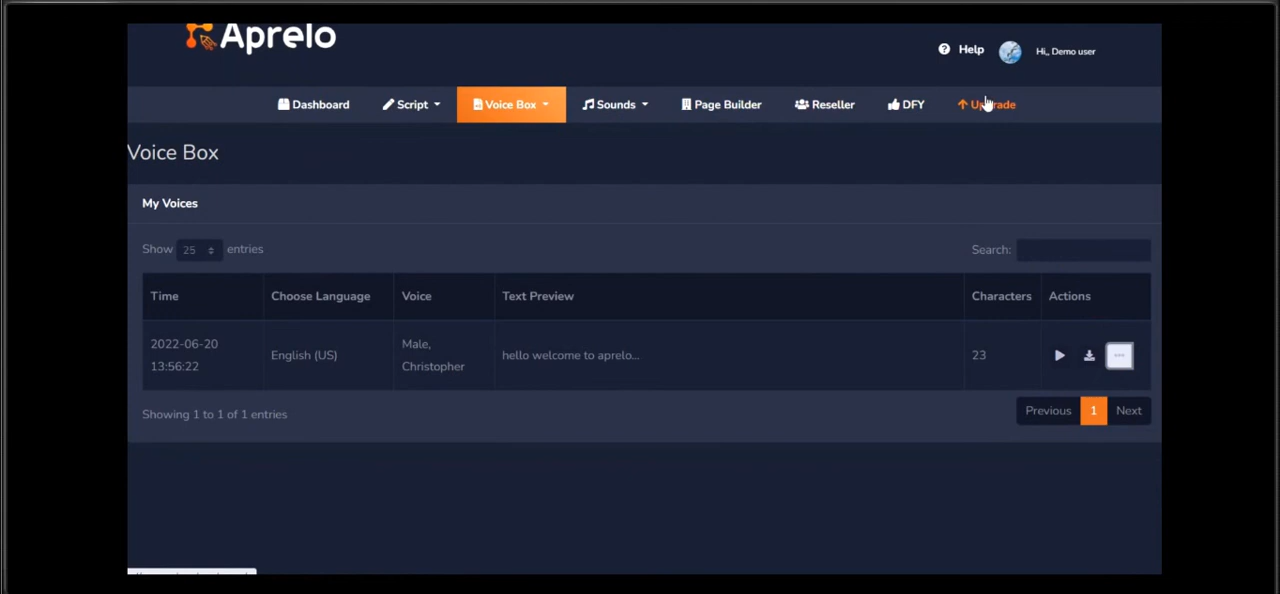 Aprelo
Help
Hi,, Demo user
Dashboard Script Voice Box Sounds Page Builder Reseller DFY Upgrade
Voice Box
My Voices
Show 25 entries
Search:
Time Choose Language Voice Text Preview Characters Actions
2022-06-20
13:56:22
English (US)
Male,
Christopher
hello welcome to aprelo...
23
Showing 1 to 1 of 1 entries
Previous 1 Next